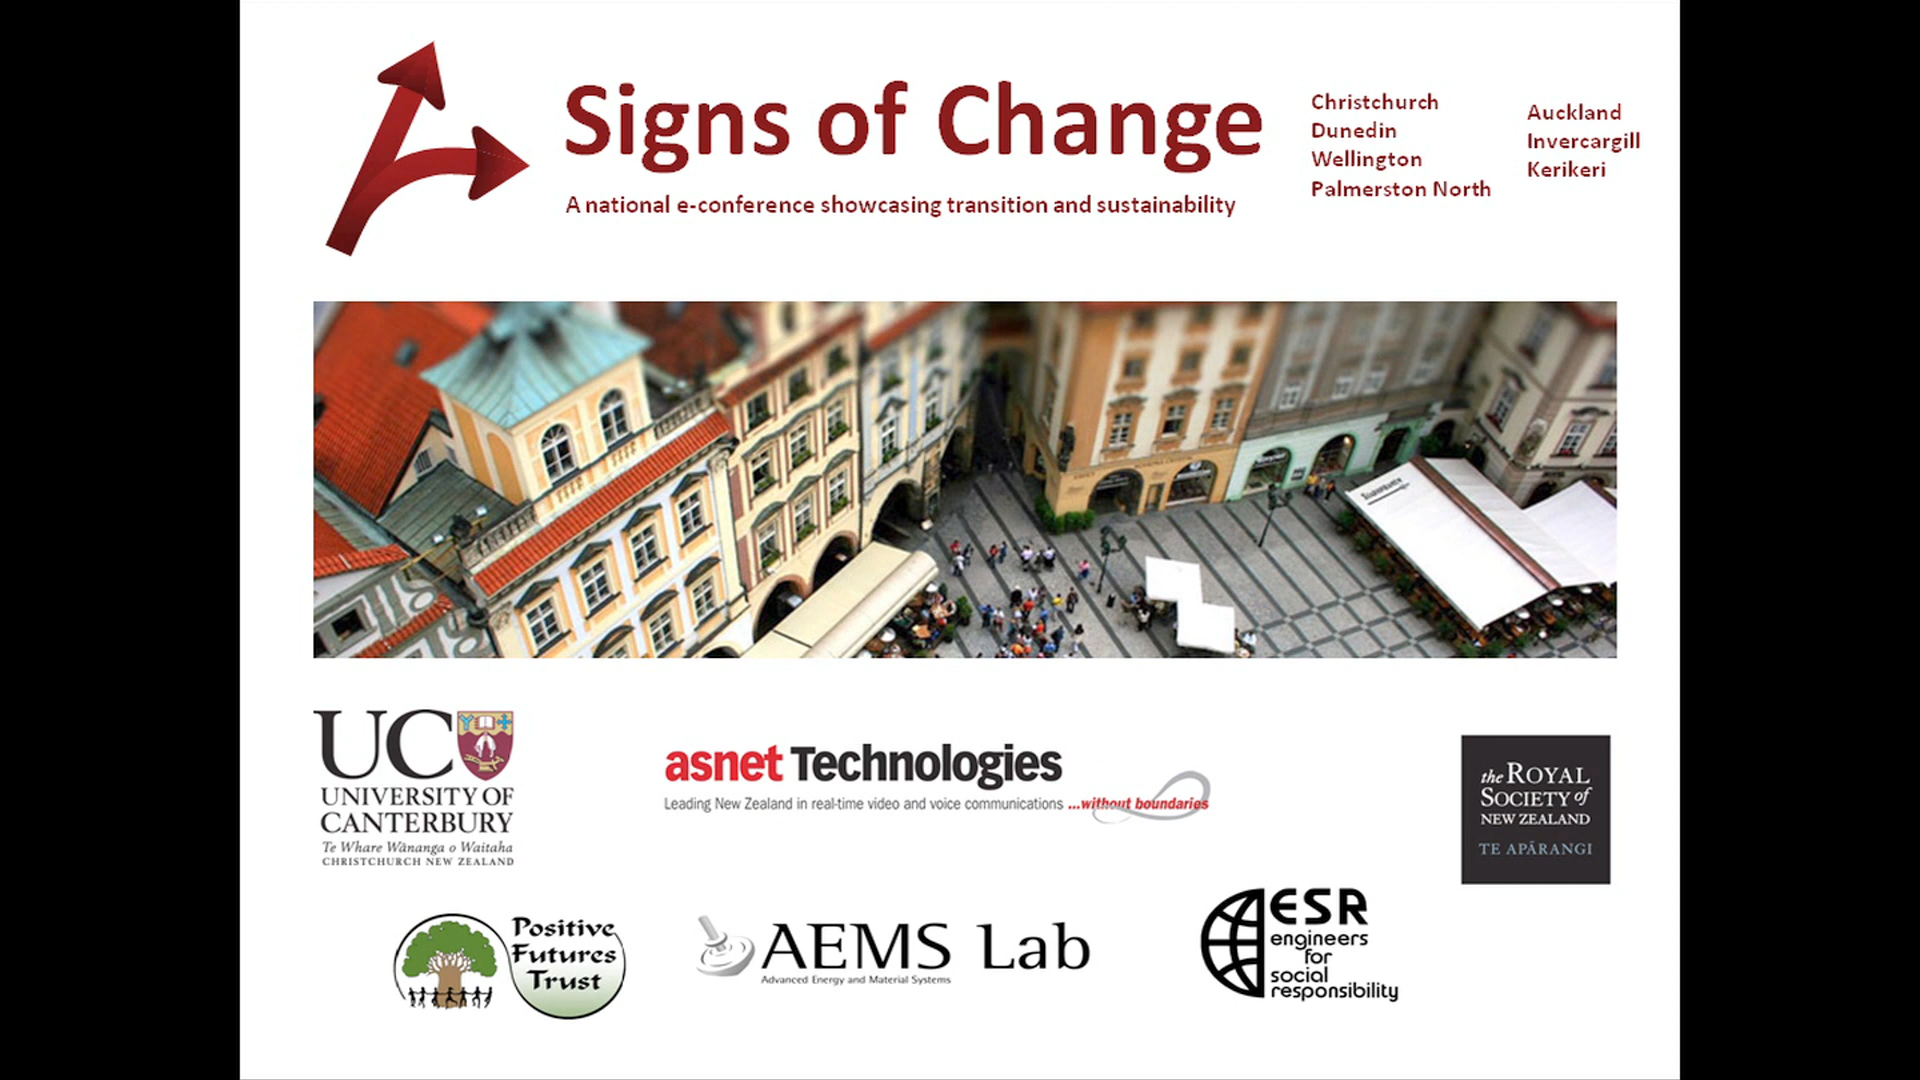 Signs of Change
A national e-conference showcasing transition and sustainability
Christchurch
Dunedin
Wellington
Palmerston North
Auckland
Invercargill
Kerikeri
UC
UNIVERSITY OF
CANTERBURY
Te Whare Wānanga o Waitaha
CHRISTCHURCH NEW ZEALAND
asnet Technologies
Leading New Zealand in real-time video and voice communications ...without boundaries
the ROYAL
SOCIETY of
NEW ZEALAND
TE APĀRANGI
Positive
Futures
Trust
AEMS Lab
Advanced Energy and Material Systems
ESR
engineers
for
social
responsibility